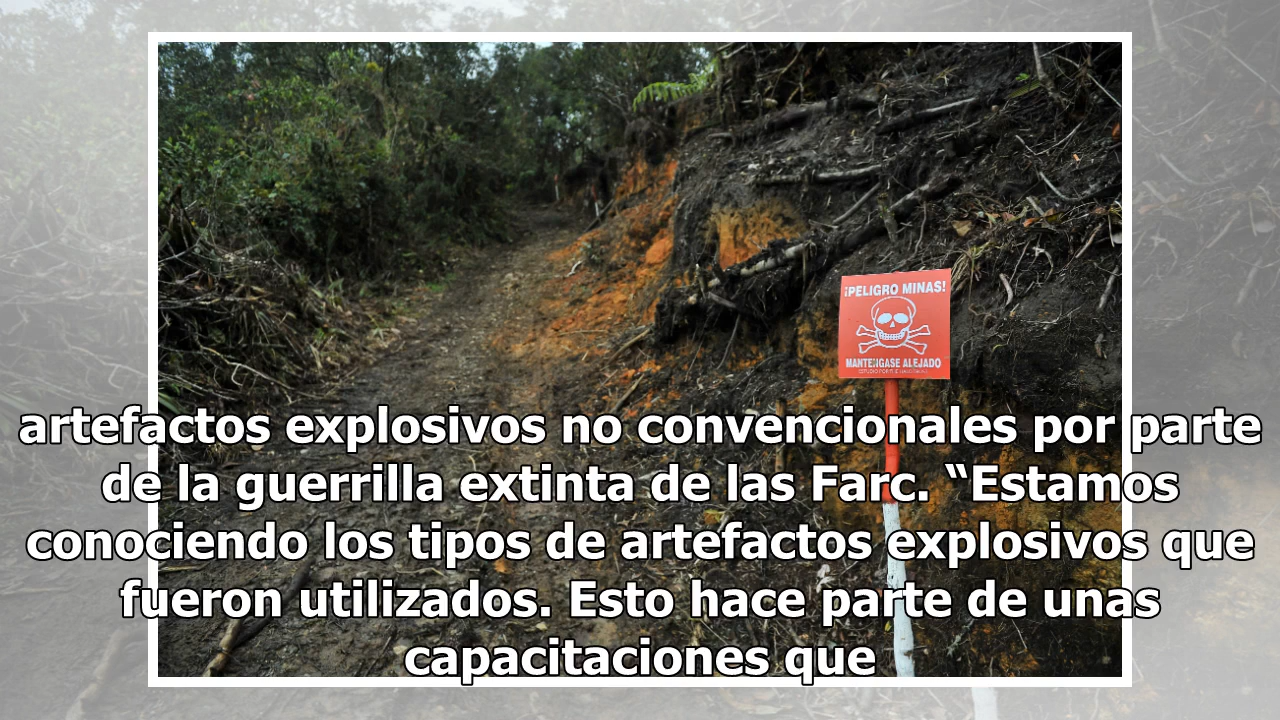 ¡PELIGRO MINAS!
MANTENGASE ALEJADO
artefactos explosivos no convencionales por parte
de la guerrilla extinta de las Farc. “Estamos
conociendo los tipos de artefactos explosivos que
fueron utilizados. Esto hace parte de unas
capacitaciones que